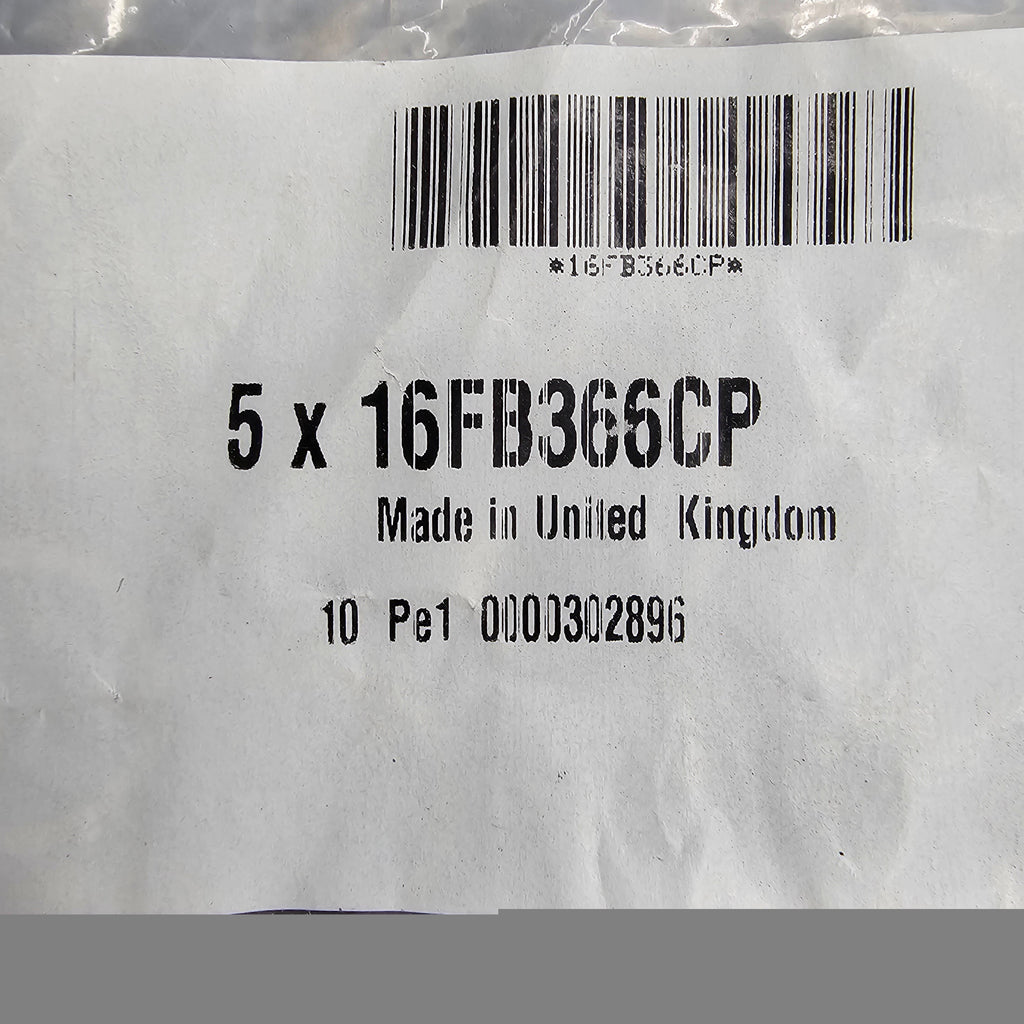 *16FB366CP*
5 x 16FB366CP
Made in United Kingdom
10 Pe1 0000302896